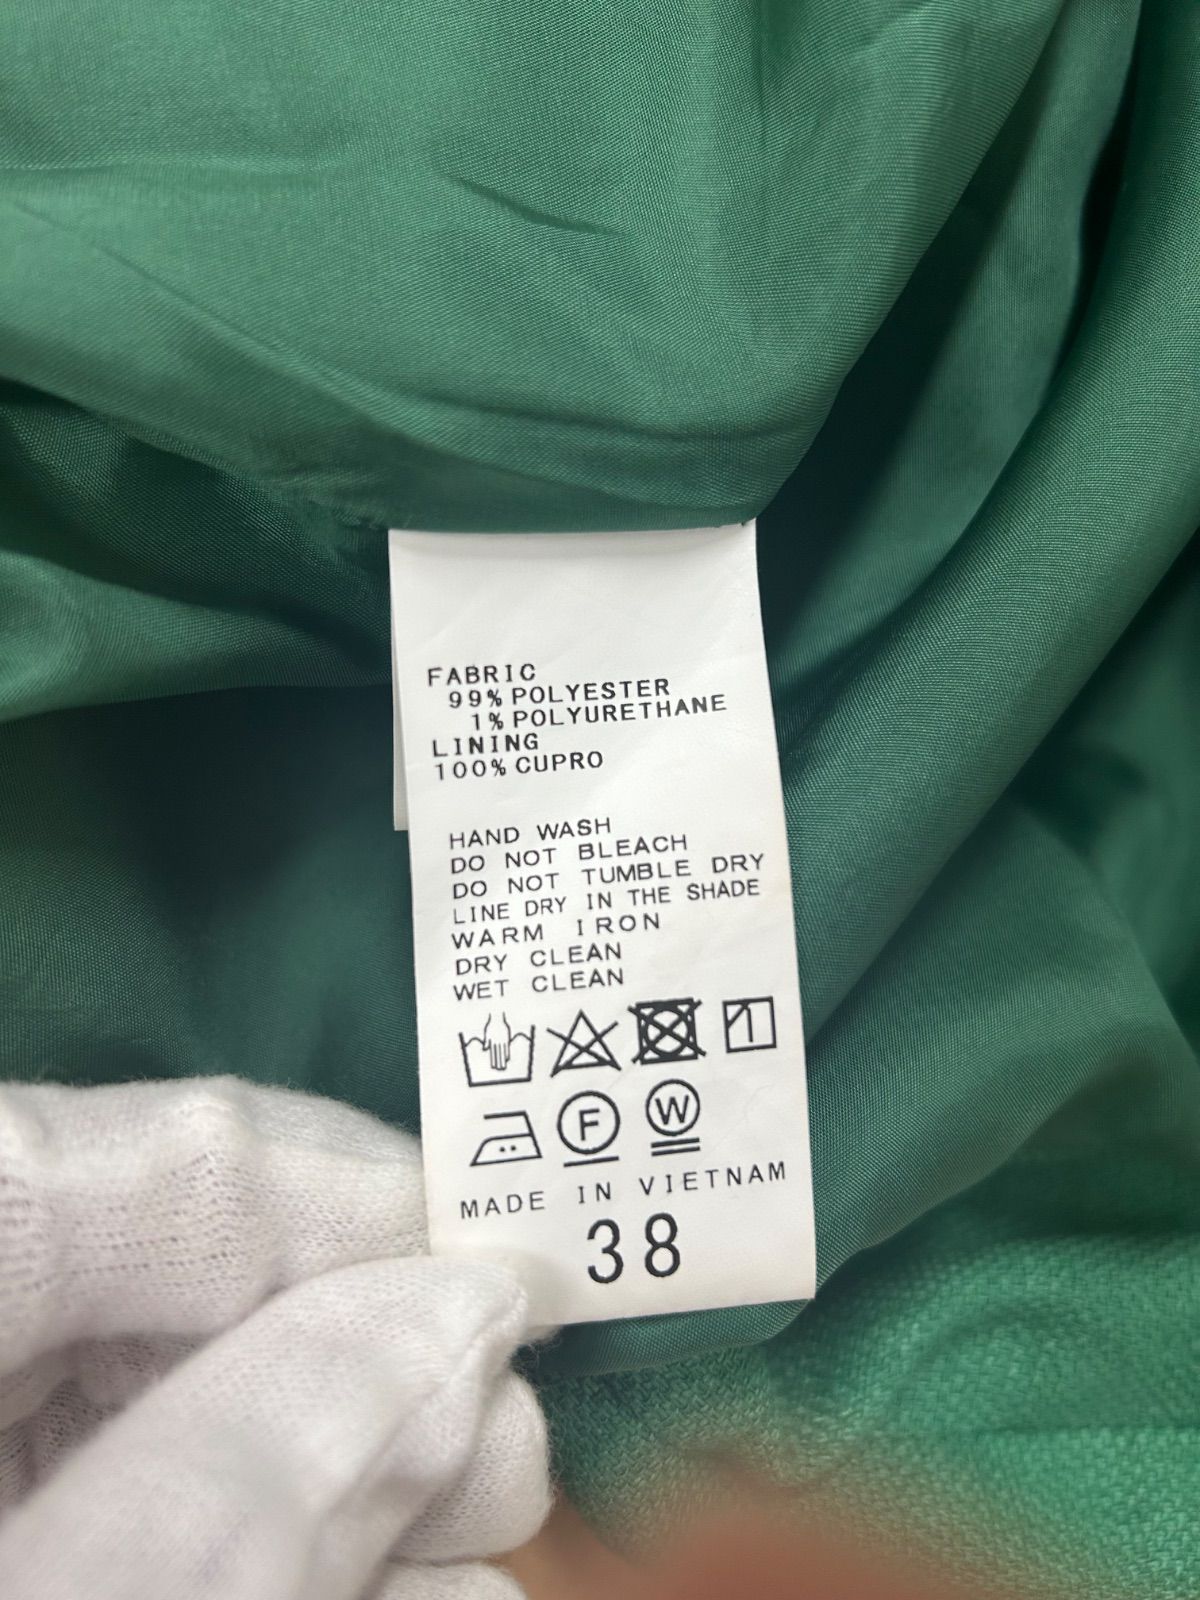 FABRIC
99% POLYESTER
1% POLYURETHANE
LINING
100% CUPRO
HAND WASH
DO NOT BLEACH
DO NOT TUMBLE DRY
LINE DRY IN THE SHADE
WARM IRON
DRY CLEAN
WET CLEAN
F W
MADE IN VIETNAM
38